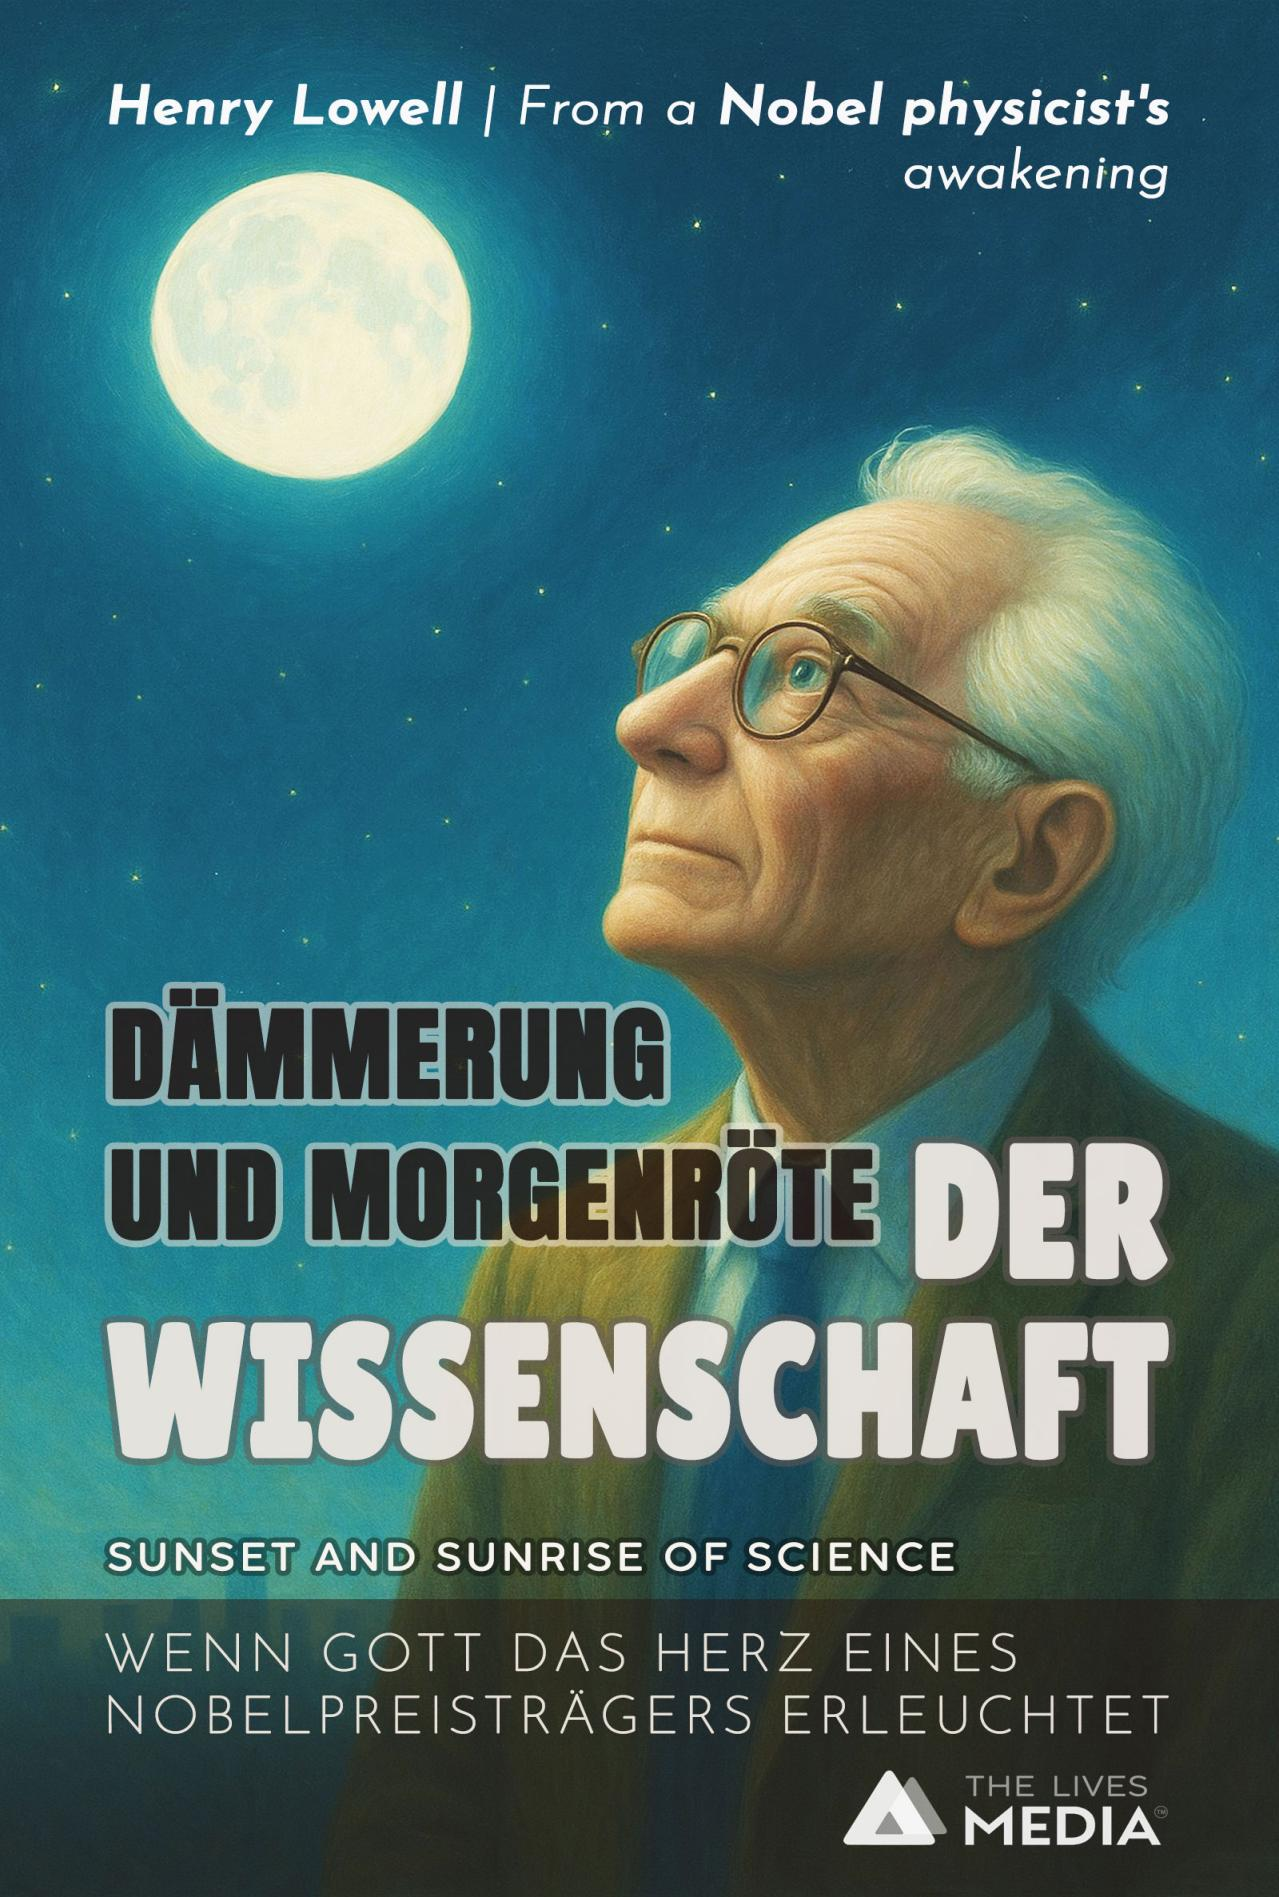 Henry Lowell | From a Nobel physicist's
awakening
DÄMMERUNG
UND MORGENRÖTE DER
WISSENSCHAFT
SUNSET AND SUNRISE OF SCIENCE
WENN GOTT DAS HERZ EINES
NOBELPREISTRÄGERS ERLEUCHTET
THE LIVES
MEDIA™